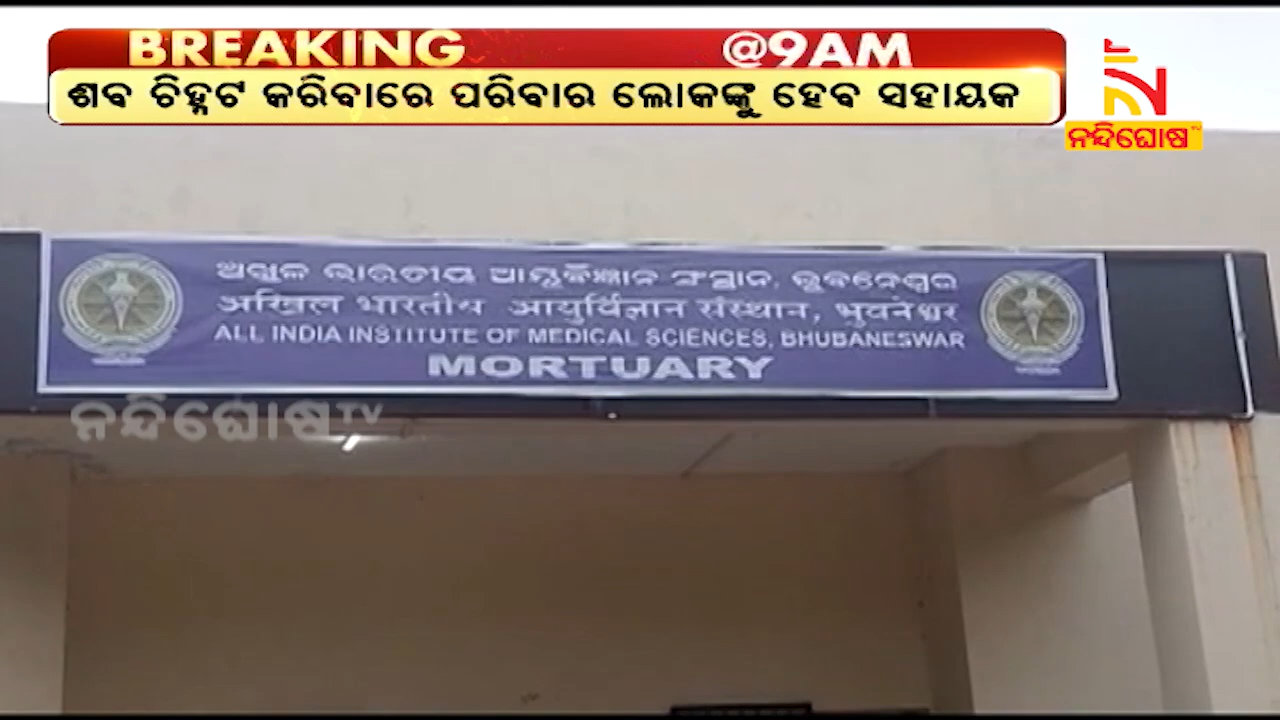 BREAKING @9AM
ଶବ ଚିହ୍ନଟ କରିବାରେ ପରିବାର ଲୋକଙ୍କୁ ହେବ ସହାୟକ
ନନ୍ଦିଘୋଷ TV
ଅଖିଳ ଭାରତୀୟ ଆୟୁର୍ବିଜ୍ଞାନ ସଂସ୍ଥାନ, ଭୁବନେଶ୍ୱର
अखिल भारतीय आयुर्विज्ञान संस्थान, भुवनेश्वर
ALL INDIA INSTITUTE OF MEDICAL SCIENCES, BHUBANESWAR
MORTUARY
ନନ୍ଦିଘୋଷ TV